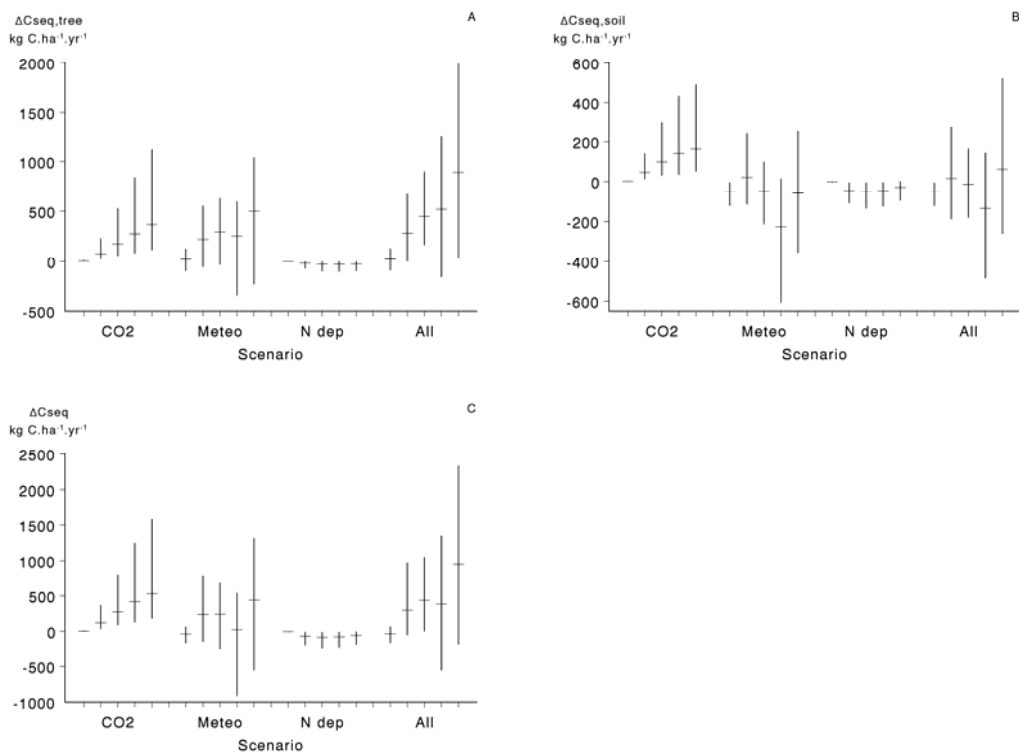 A
ΔCseq,tree
kg C.ha⁻¹.yr⁻¹
2000
1500
1000
500
0
-500
CO2 Meteo N dep All
Scenario
B
ΔCseq,soil
kg C.ha⁻¹.yr⁻¹
600
400
200
0
-200
-400
-600
CO2 Meteo N dep All
Scenario
C
ΔCseq
kg C.ha⁻¹.yr⁻¹
2500
2000
1500
1000
500
0
-500
-1000
CO2 Meteo N dep All
Scenario